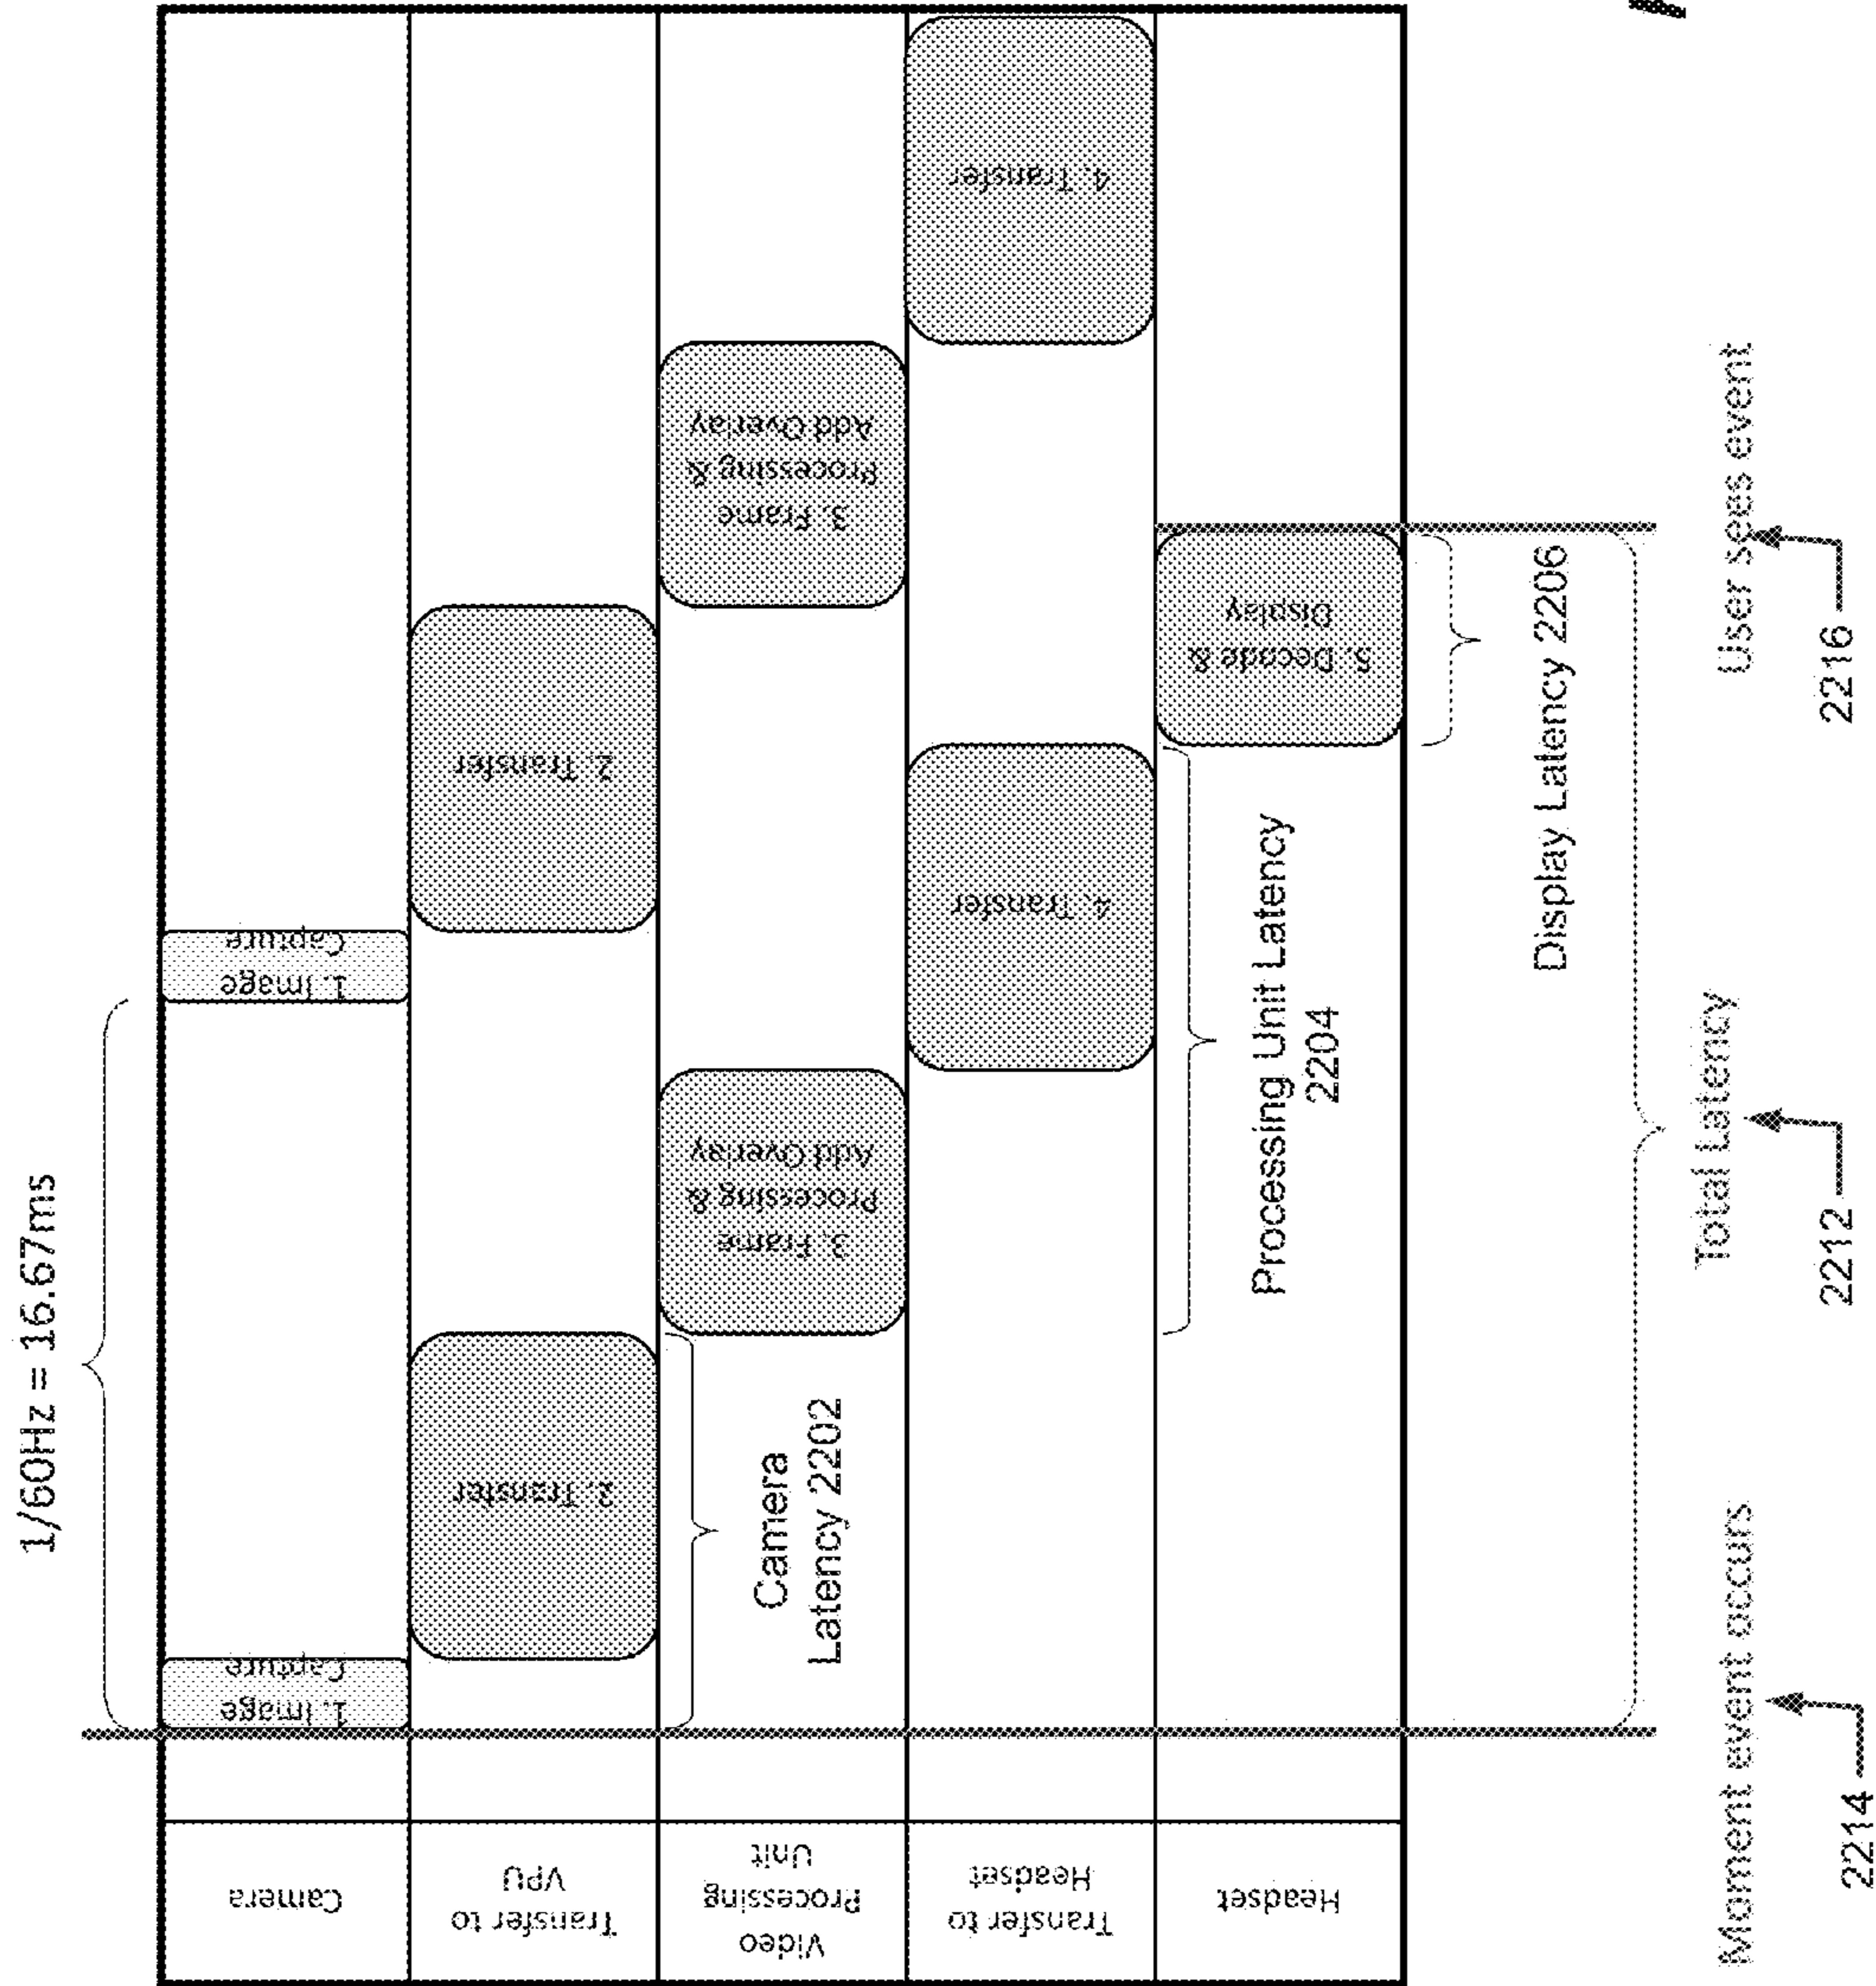 1/60Hz = 16.67ms
Camera
1. Image
Capture
1. Image
Capture
Transfer to
VPU
2. Transfer
2. Transfer
Video
Processing
Unit
3. Frame
Processing &
Add Overlay
3. Frame
Processing &
Add Overlay
Camera
Latency 2202
Transfer to
Headset
4. Transfer
4. Transfer
Headset
5. Decode &
Display
Processing Unit Latency
2204
Display Latency 2206
Moment event occurs
Total Latency
User sees event
2214
2212
2216